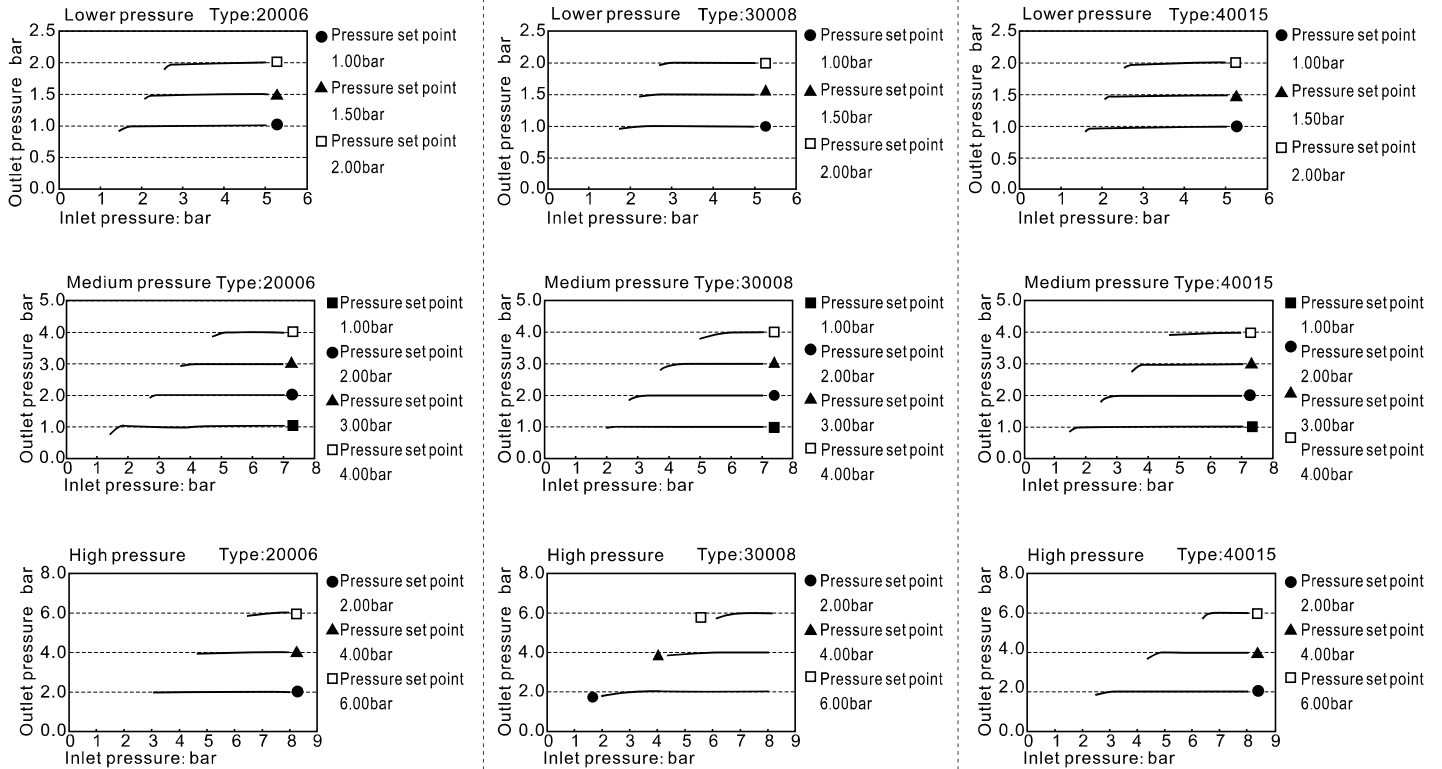 Lower pressure Type:20006
Outlet pressure bar
2.5
2.0
1.5
1.0
0.5
0.0
0 1 2 3 4 5 6
Inlet pressure: bar
Pressure set point
1.00bar
Pressure set point
1.50bar
Pressure set point
2.00bar
Lower pressure Type:30008
Outlet pressure bar
2.5
2.0
1.5
1.0
0.5
0.0
0 1 2 3 4 5 6
Inlet pressure: bar
Pressure set point
1.00bar
Pressure set point
1.50bar
Pressure set point
2.00bar
Lower pressure Type:40015
Outlet pressure bar
2.5
2.0
1.5
1.0
0.5
0.0
0 1 2 3 4 5 6
Inlet pressure: bar
Pressure set point
1.00bar
Pressure set point
1.50bar
Pressure set point
2.00bar
Medium pressure Type:20006
Outlet pressure bar
5.0
4.0
3.0
2.0
1.0
0.0
0 1 2 3 4 5 6 7 8
Inlet pressure: bar
Pressure set point
1.00bar
Pressure set point
2.00bar
Pressure set point
3.00bar
Pressure set point
4.00bar
Medium pressure Type:30008
Outlet pressure bar
5.0
4.0
3.0
2.0
1.0
0.0
0 1 2 3 4 5 6 7 8
Inlet pressure: bar
Pressure set point
1.00bar
Pressure set point
2.00bar
Pressure set point
3.00bar
Pressure set point
4.00bar
Medium pressure Type:40015
Outlet pressure bar
5.0
4.0
3.0
2.0
1.0
0.0
0 1 2 3 4 5 6 7 8
Inlet pressure: bar
Pressure set point
1.00bar
Pressure set point
2.00bar
Pressure set point
3.00bar
Pressure set point
4.00bar
High pressure Type:20006
Outlet pressure bar
8.0
6.0
4.0
2.0
0.0
0 1 2 3 4 5 6 7 8 9
Inlet pressure: bar
Pressure set point
2.00bar
Pressure set point
4.00bar
Pressure set point
6.00bar
High pressure Type:30008
Outlet pressure bar
8.0
6.0
4.0
2.0
0.0
0 1 2 3 4 5 6 7 8 9
Inlet pressure: bar
Pressure set point
2.00bar
Pressure set point
4.00bar
Pressure set point
6.00bar
High pressure Type:40015
Outlet pressure bar
8.0
6.0
4.0
2.0
0.0
0 1 2 3 4 5 6 7 8 9
Inlet pressure: bar
Pressure set point
2.00bar
Pressure set point
4.00bar
Pressure set point
6.00bar